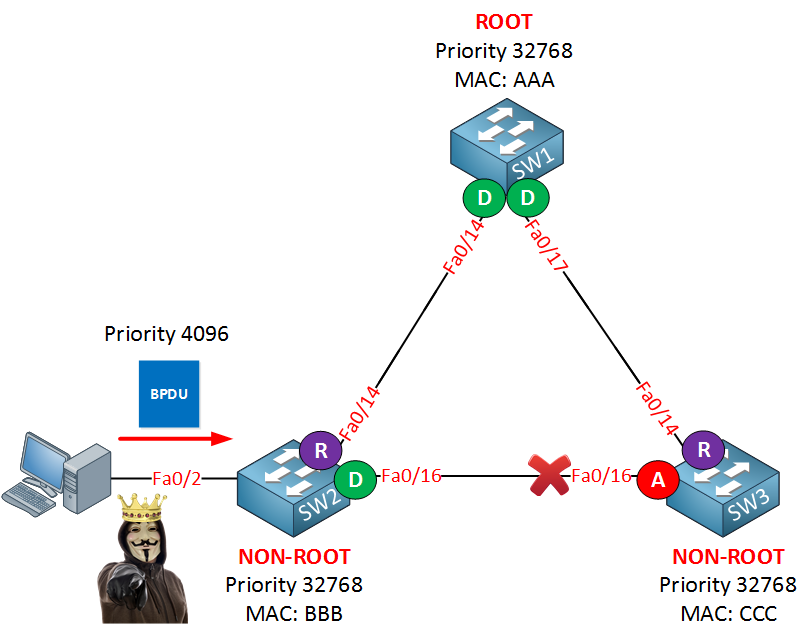 ROOT
Priority 32768
MAC: AAA
SW1
D
D
Fa0/14
Fa0/17
Priority 4096
BPDU
Fa0/14
Fa0/14
R
R
Fa0/2
D
Fa0/16
Fa0/16
A
SW2
SW3
NON-ROOT
Priority 32768
MAC: BBB
NON-ROOT
Priority 32768
MAC: CCC